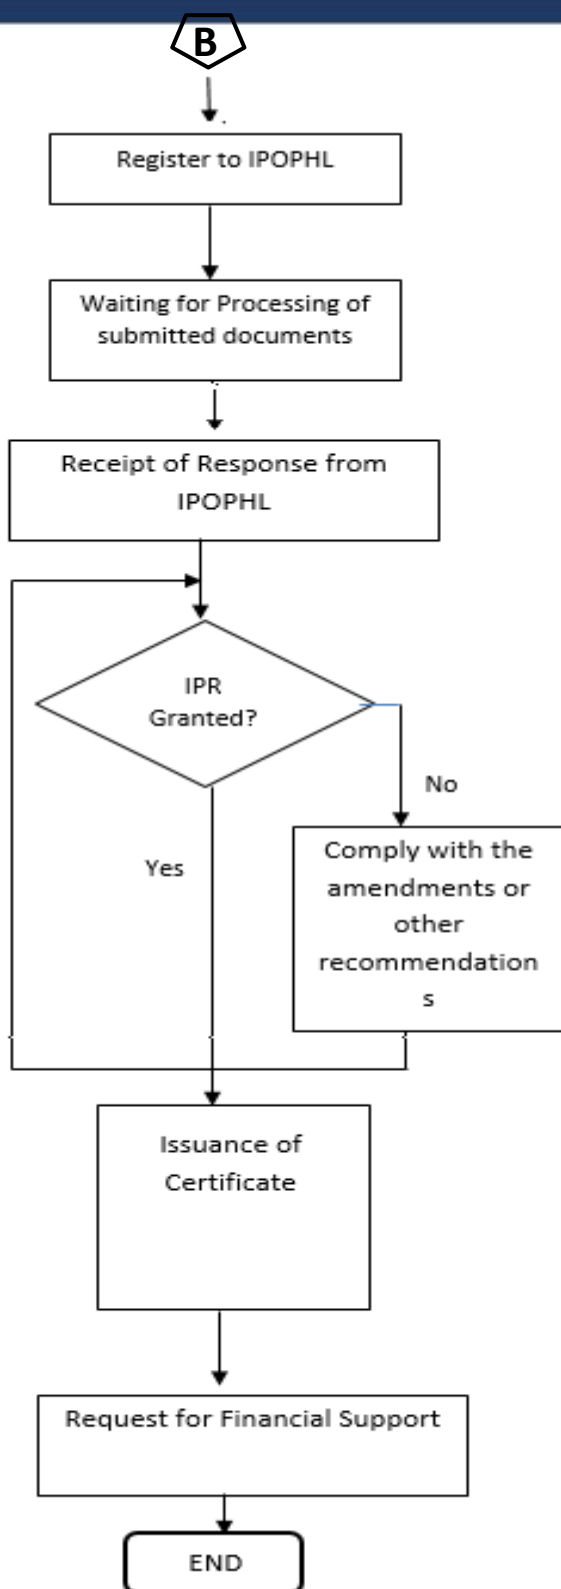 B
Register to IPOPHL
Waiting for Processing of
submitted documents
Receipt of Response from
IPOPHL
IPR
Granted?
No
Yes
Comply with the
amendments or
other
recommendation
s
Issuance of
Certificate
Request for Financial Support
END